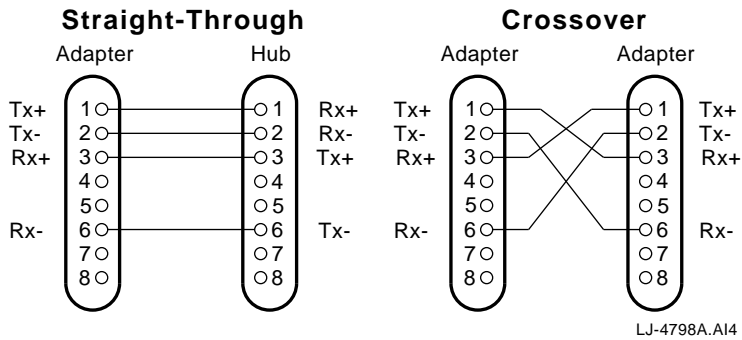 Straight-Through Crossover
Adapter Hub Adapter Adapter
Tx+ 1 1 Rx+ Tx+ 1 1 Tx+
Tx- 2 2 Rx- Tx- 2 2 Tx-
Rx+ 3 3 Tx+ Rx+ 3 3 Rx+
4 4 4 4
5 5 5 5
Rx- 6 6 Tx- Rx- 6 6 Rx-
7 7 7 7
8 8 8 8
LJ-4798A.AI4